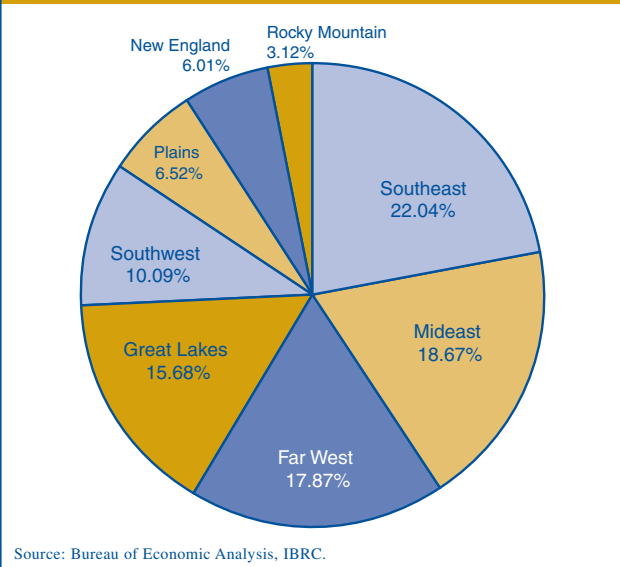 Rocky Mountain
3.12%
New England
6.01%
Plains
6.52%
Southeast
22.04%
Southwest
10.09%
Mideast
18.67%
Great Lakes
15.68%
Far West
17.87%
Source: Bureau of Economic Analysis, IBRC.